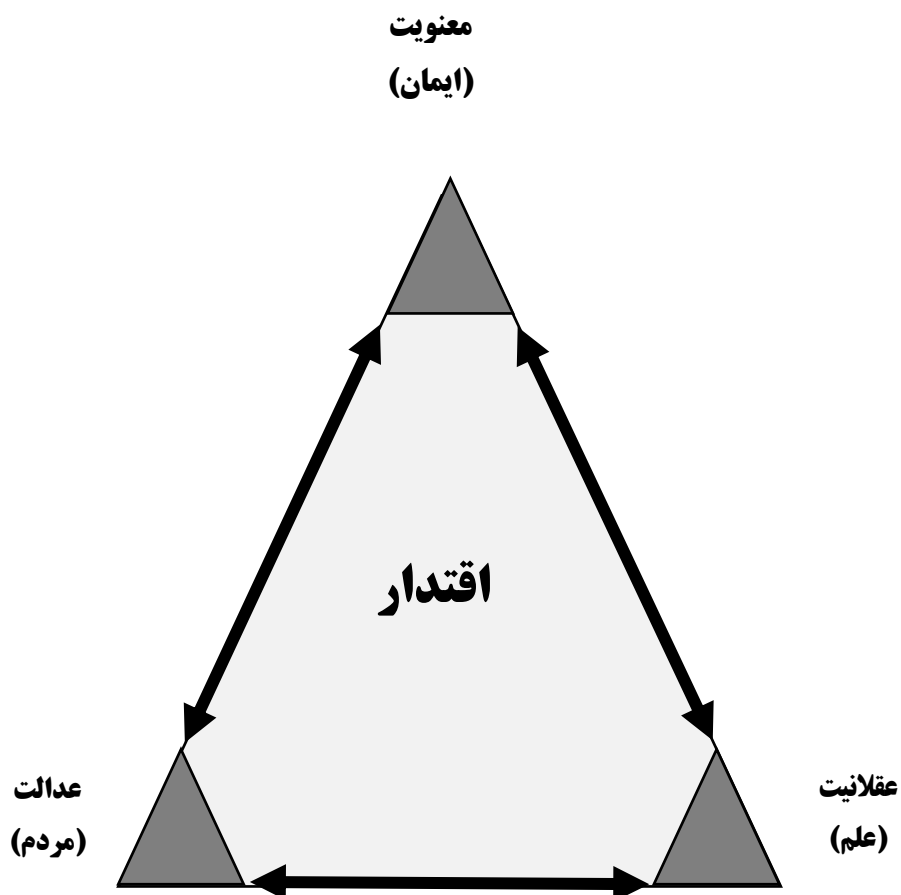 معنویت
(ایمان)
اقتدار
عقلانیت
(علم)
عدالت
(مردم)